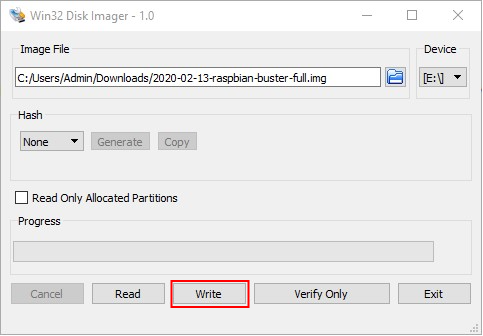 Win32 Disk Imager - 1.0
Image File
Device
C:/Users/Admin/Downloads/2020-02-13-raspbian-buster-full.img
[E:\]
Hash
None
Generate
Copy
Read Only Allocated Partitions
Progress
Cancel
Read
Write
Verify Only
Exit